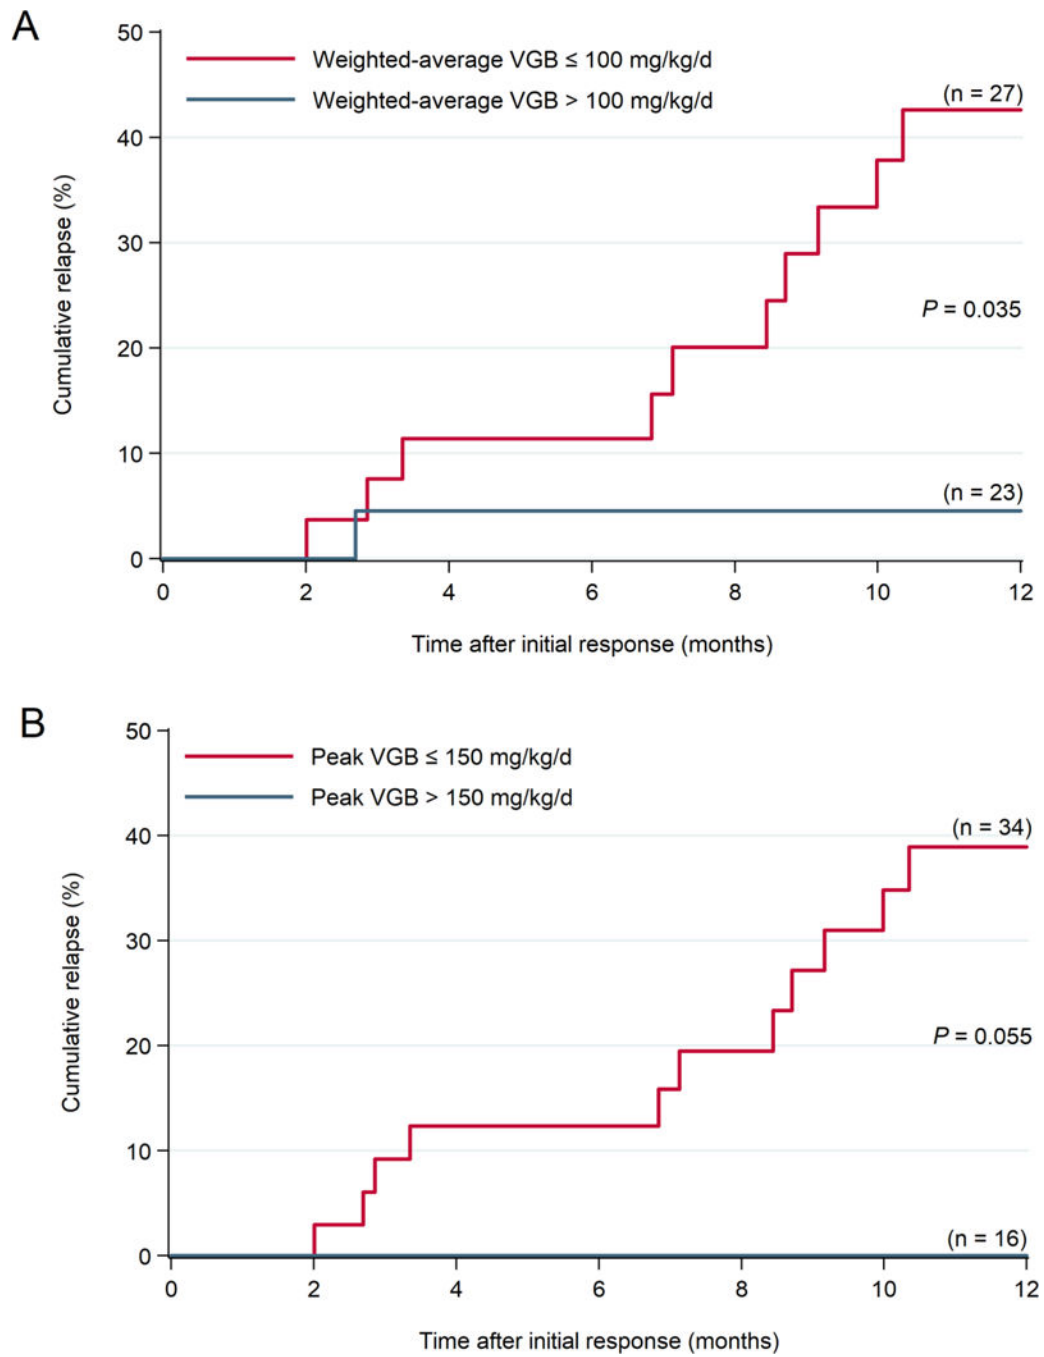 A
50
40
30
20
10
0
Cumulative relapse (%)
Weighted-average VGB ≤ 100 mg/kg/d
Weighted-average VGB > 100 mg/kg/d
(n = 27)
P = 0.035
(n = 23)
0 2 4 6 8 10 12
Time after initial response (months)
B
50
40
30
20
10
0
Cumulative relapse (%)
Peak VGB ≤ 150 mg/kg/d
Peak VGB > 150 mg/kg/d
(n = 34)
P = 0.055
(n = 16)
0 2 4 6 8 10 12
Time after initial response (months)